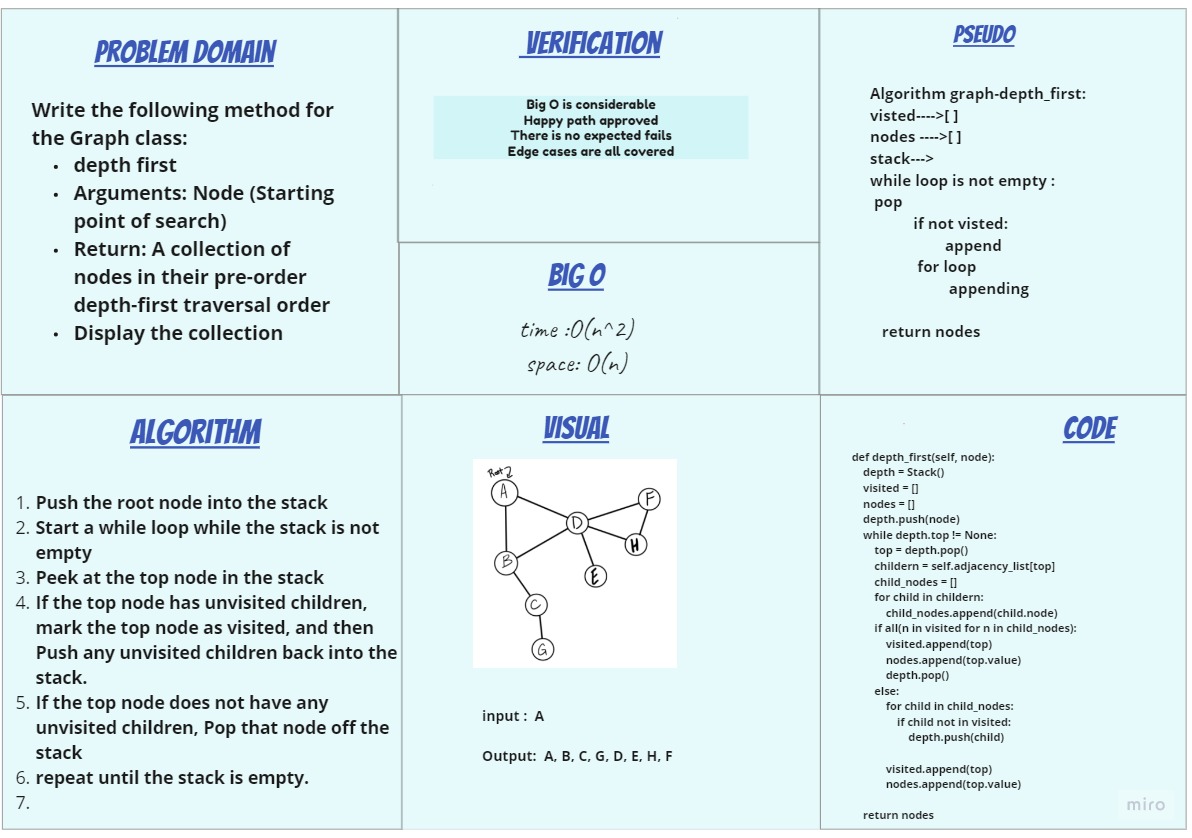 PROBLEM DOMAIN
Write the following method for
the Graph class:
• depth first
• Arguments: Node (Starting
point of search)
• Return: A collection of
nodes in their pre-order
depth-first traversal order
• Display the collection
VERIFICATION
Big O is considerable
Happy path approved
There is no expected fails
Edge cases are all covered
BIG O
time :O(n^2)
space: O(n)
PSEUDO
Algorithm graph-depth_first:
visted---->[ ]
nodes ---->[ ]
stack--->
while loop is not empty :
pop
if not visted:
append
for loop
appending
return nodes
ALGORITHM
1. Push the root node into the stack
2. Start a while loop while the stack is not
empty
3. Peek at the top node in the stack
4. If the top node has unvisited children,
mark the top node as visited, and then
Push any unvisited children back into the
stack.
5. If the top node does not have any
unvisited children, Pop that node off the
stack
6. repeat until the stack is empty.
7.
VISUAL
Root
A
F
D
H
B
E
C
G
input : A
Output: A, B, C, G, D, E, H, F
CODE
def depth_first(self, node):
depth = Stack()
visited = []
nodes = []
depth.push(node)
while depth.top != None:
top = depth.pop()
childern = self.adjacency_list[top]
child_nodes = []
for child in childern:
child_nodes.append(child.node)
if all(n in visited for n in child_nodes):
visited.append(top)
nodes.append(top.value)
depth.pop()
else:
for child in child_nodes:
if child not in visited:
depth.push(child)
visited.append(top)
nodes.append(top.value)
return nodes
miro